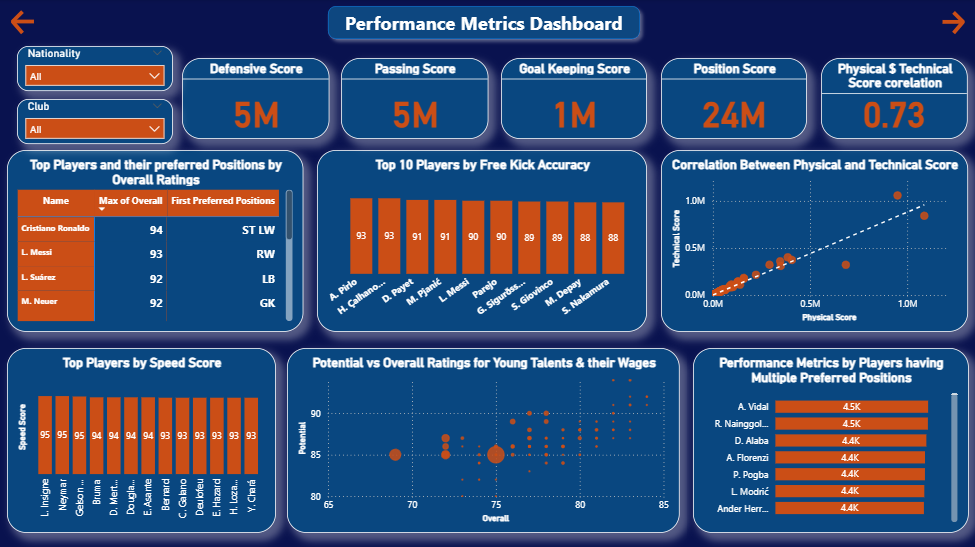 Performance Metrics Dashboard
Nationality
All
Club
All
Defensive Score
5M
Passing Score
5M
Goal Keeping Score
1M
Position Score
24M
Physical $ Technical
Score corelation
0.73
Top Players and their preferred Positions by
Overall Ratings
Name Max of Overall First Preferred Positions
Cristiano Ronaldo 94 ST LW
L. Messi 93 RW
L. Suárez 92 LB
M. Neuer 92 GK
Top 10 Players by Free Kick Accuracy
93 93 91 91 90 90 89 89 88 88
A. Pirlo
H. Çalhano...
D. Payet
M. Pjanić
L. Messi
Parejo
G. Sigurðss...
S. Giovinco
M. Depay
S. Nakamura
Correlation Between Physical and Technical Score
Technical Score
1.0M
0.5M
0.0M
0.0M 0.5M 1.0M
Physical Score
Top Players by Speed Score
Speed Score
95 95 95 94 94 94 94 93 93 93 93 93 93
L. Insigne
Neymar
Gelson ...
Bruma
D. Mert...
Dougla...
E. Asante
Bernard
C. Galano
Deulofeu
E. Hazard
H. Loza...
Y. Chará
Potential vs Overall Ratings for Young Talents & their Wages
Potential
90
85
80
65 70 75 80 85
Overall
Performance Metrics by Players having
Multiple Preferred Positions
A. Vidal 4.5K
R. Nainggol... 4.5K
D. Alaba 4.4K
A. Florenzi 4.4K
P. Pogba 4.4K
L. Modrić 4.4K
Ander Herr... 4.4K